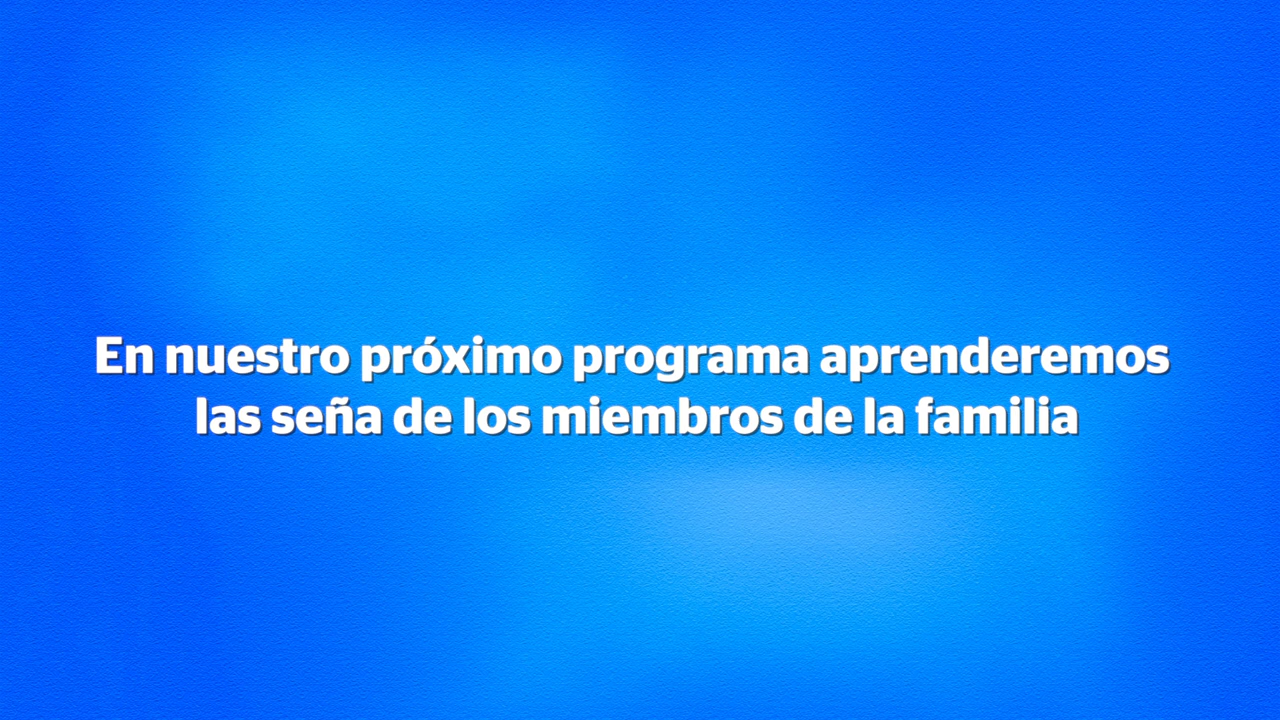 En nuestro próximo programa aprenderemos
las seña de los miembros de la familia